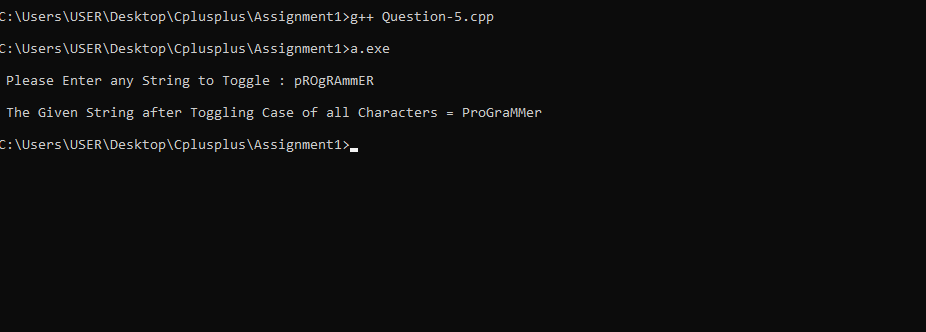 C:\Users\USER\Desktop\Cplusplus\Assignment1>g++ Question-5.cpp
C:\Users\USER\Desktop\Cplusplus\Assignment1>a.exe
Please Enter any String to Toggle : pROgRAmmER
The Given String after Toggling Case of all Characters = ProGraMMer
C:\Users\USER\Desktop\Cplusplus\Assignment1>